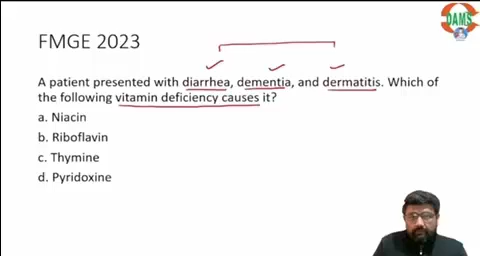 DAMS
FMGE 2023
A patient presented with diarrhea, dementia, and dermatitis. Which of
the following vitamin deficiency causes it?
a. Niacin
b. Riboflavin
c. Thymine
d. Pyridoxine